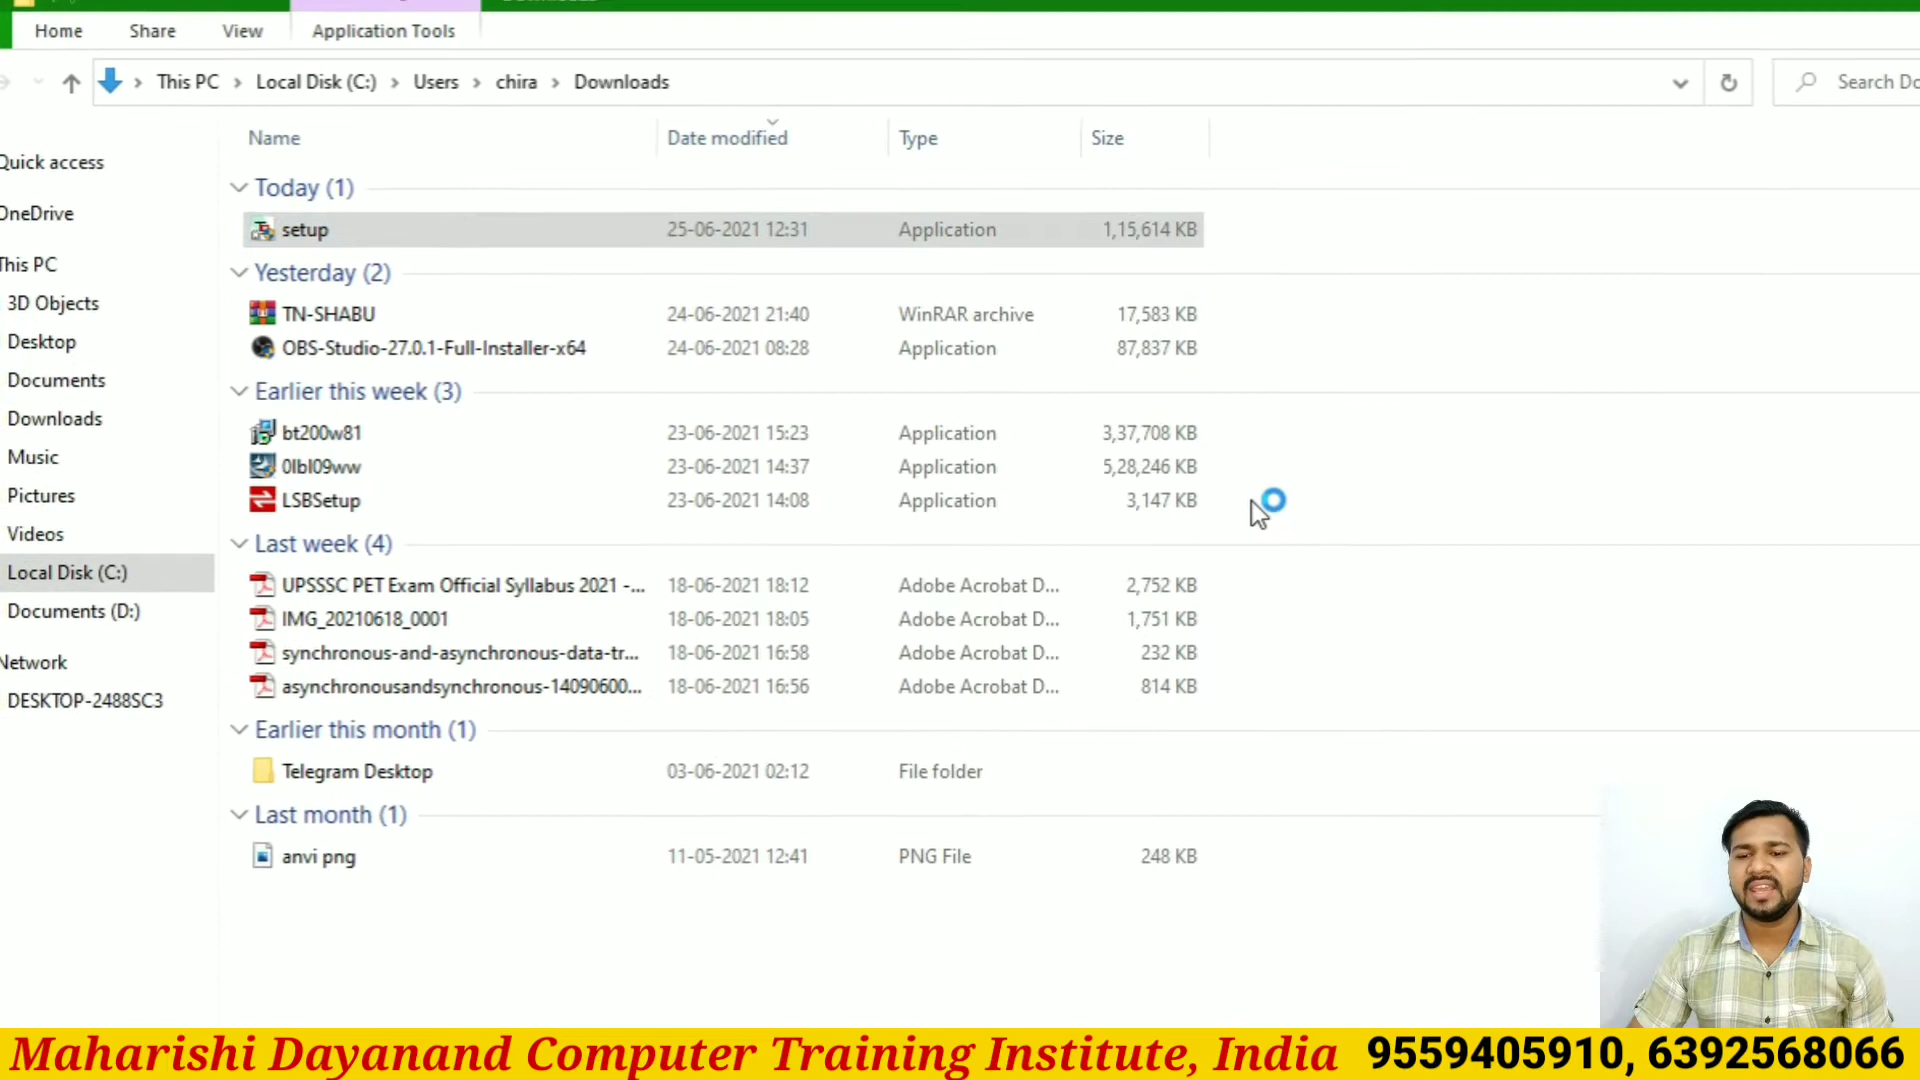 Home Share View Application Tools
This PC Local Disk (C:) Users chira Downloads Search Do
Name Date modified Type Size
Quick access
OneDrive
This PC
3D Objects
Desktop
Documents
Downloads
Music
Pictures
Videos
Local Disk (C:)
Documents (D:)
Network
DESKTOP-2488SC3
Today (1)
setup 25-06-2021 12:31 Application 1,15,614 KB
Yesterday (2)
TN-SHABU 24-06-2021 21:40 WinRAR archive 17,583 KB
OBS-Studio-27.0.1-Full-Installer-x64 24-06-2021 08:28 Application 87,837 KB
Earlier this week (3)
bt200w81 23-06-2021 15:23 Application 3,37,708 KB
0lbl09ww 23-06-2021 14:37 Application 5,28,246 KB
LSBSetup 23-06-2021 14:08 Application 3,147 KB
Last week (4)
UPSSSC PET Exam Official Syllabus 2021 -... 18-06-2021 18:12 Adobe Acrobat D... 2,752 KB
IMG_20210618_0001 18-06-2021 18:05 Adobe Acrobat D... 1,751 KB
synchronous-and-asynchronous-data-tr... 18-06-2021 16:58 Adobe Acrobat D... 232 KB
asynchronousandsynchronous-14090600... 18-06-2021 16:56 Adobe Acrobat D... 814 KB
Earlier this month (1)
Telegram Desktop 03-06-2021 02:12 File folder
Last month (1)
anvi png 11-05-2021 12:41 PNG File 248 KB
Maharishi Dayanand Computer Training Institute, India 9559405910, 6392568066